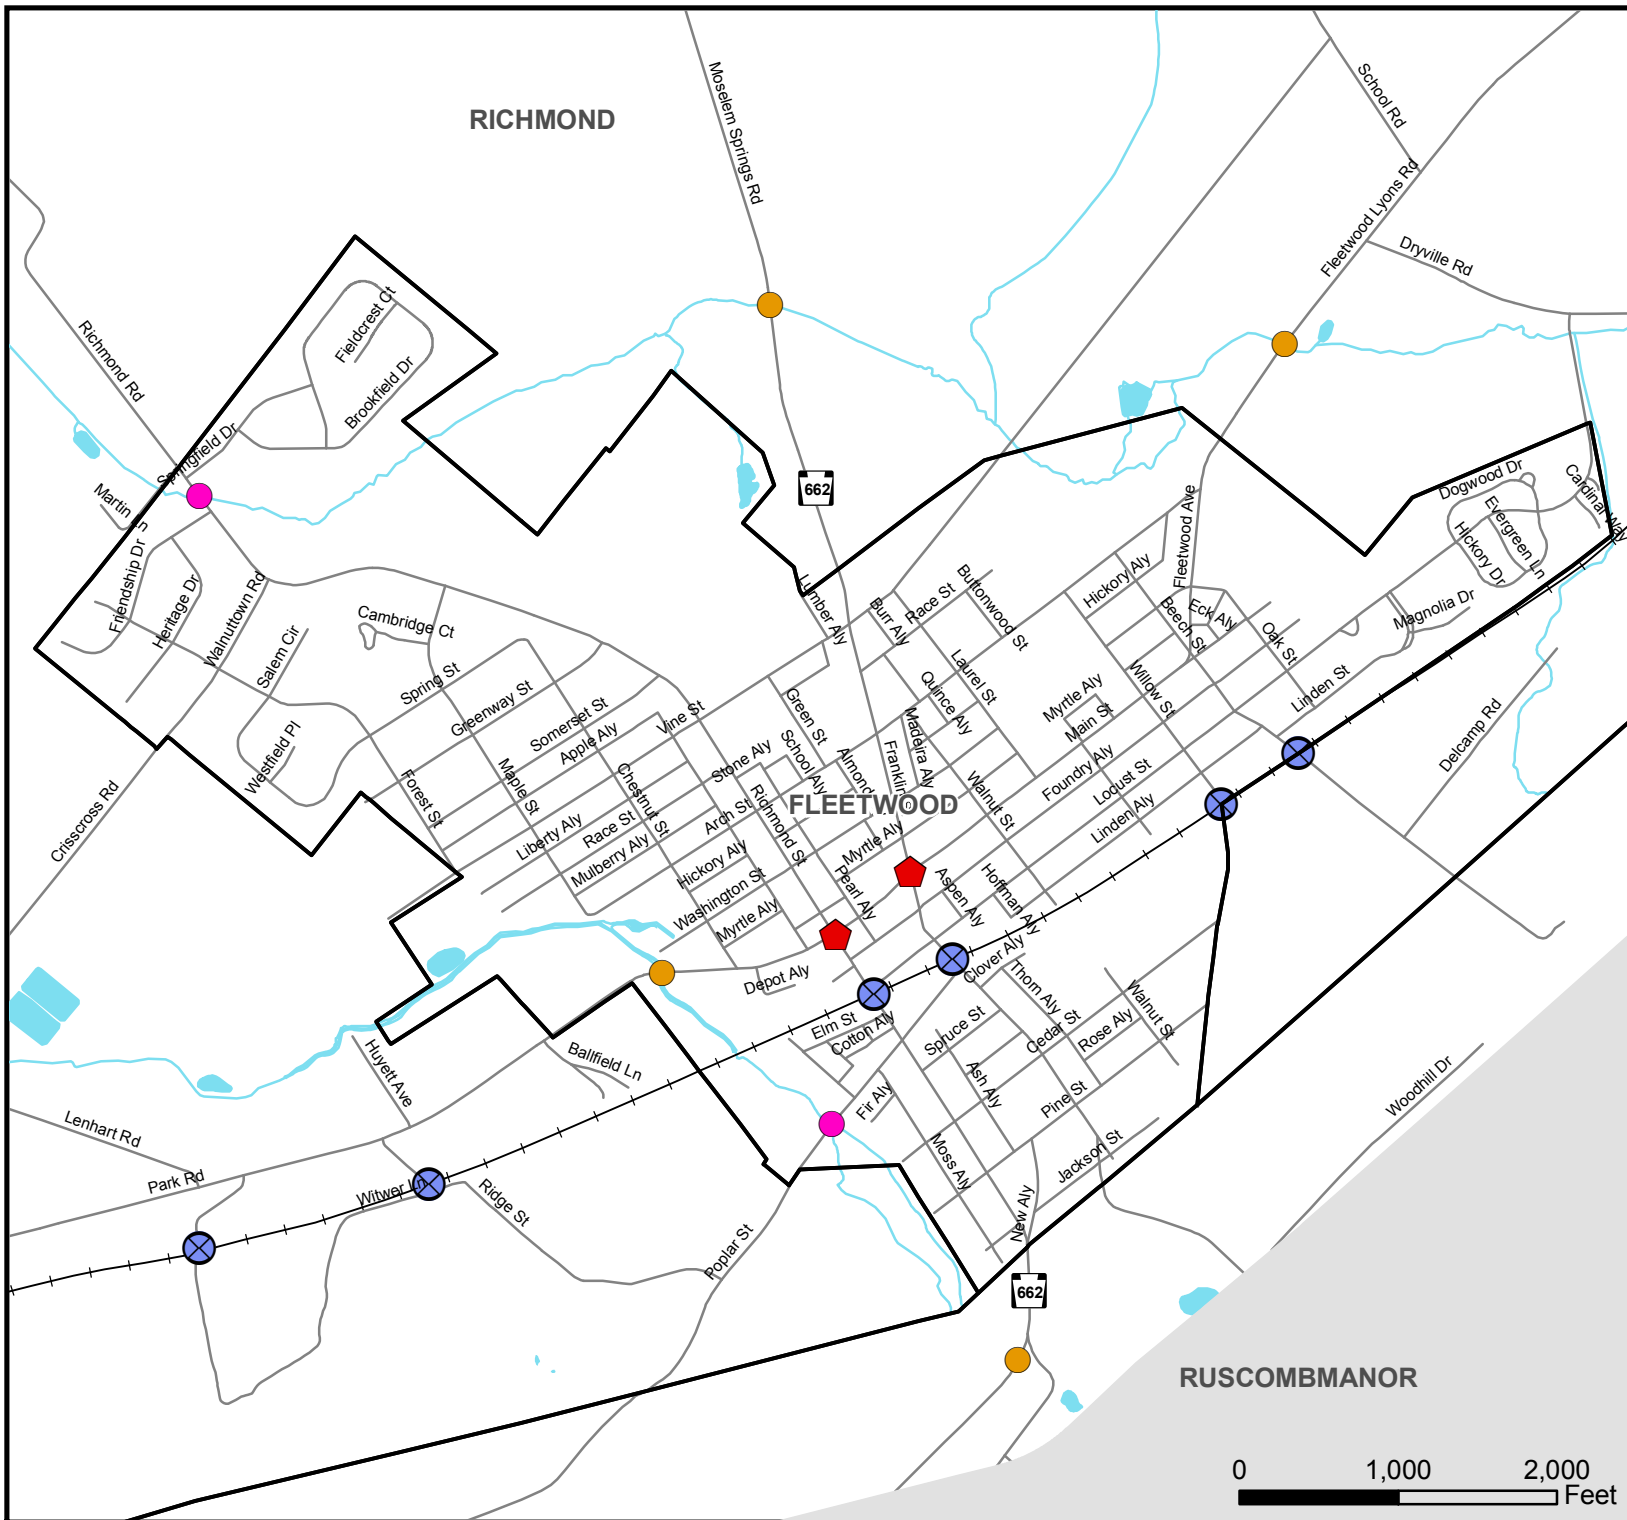 RICHMOND
Moselem Springs Rd
School Rd
Fleetwood Lyons Rd
Dryville Rd
Richmond Rd
Fieldcrest Ct
Brookfield Dr
Springfield Dr
Martin Ln
662
Dogwood Dr
Cardinal Way
Evergreen Ln
Hickory Dr
Magnolia Dr
Fleetwood Ave
Hickory Aly
Buttonwood St
Race St
Burr Aly
Lumber Aly
Beech St
Eck Aly
Oak St
Friendship Dr
Heritage Dr
Walnuttown Rd
Salem Cir
Cambridge Ct
Westfield Pl
Spring St
Greenway St
Somerset St
Apple Aly
Vine St
Green St
School Aly
Stone Aly
Almond
Franklin
Madeira Aly
Quince Aly
Laurel St
Myrtle Aly
Main St
Willow St
Linden St
Delcamp Rd
Crisscross Rd
Forest St
Maple St
Chestnut St
Richmond St
Arch St
FLEETWOOD
Walnut St
Foundry Aly
Locust St
Linden Aly
Liberty Aly
Race St
Mulberry Aly
Hickory Aly
Washington St
Myrtle Aly
Myrtle Aly
Pearl Aly
Aspen Aly
Hoffman Aly
Clover Aly
Depot Aly
Elm St
Cotton Aly
Thorn Aly
Spruce St
Cedar St
Rose Aly
Walnut St
Ash Aly
Pine St
Fir Aly
Moss Aly
Jackson St
New Aly
Huyett Ave
Ballfield Ln
Lenhart Rd
Park Rd
Witwer Ln
Ridge St
Poplar St
Woodhill Dr
662
RUSCOMBMANOR
0 1,000 2,000
Feet